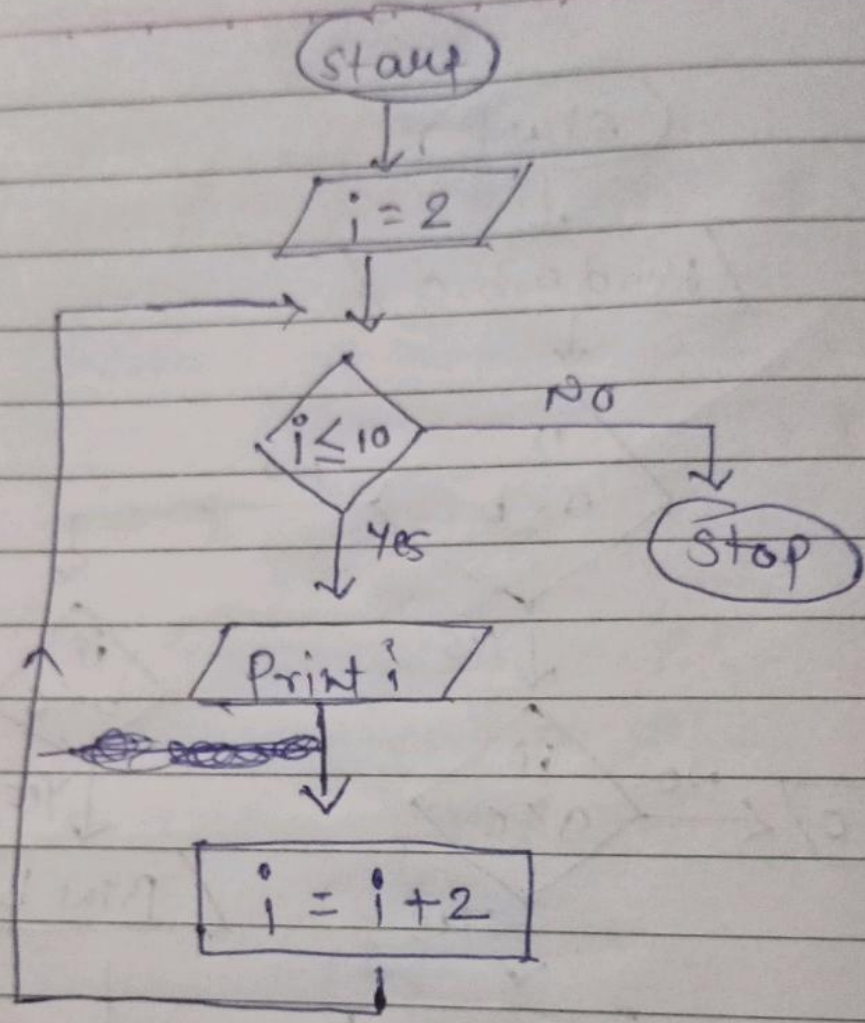 Start
i = 2
i ≤ 10
No
Yes
Stop
Print i
i = i + 2